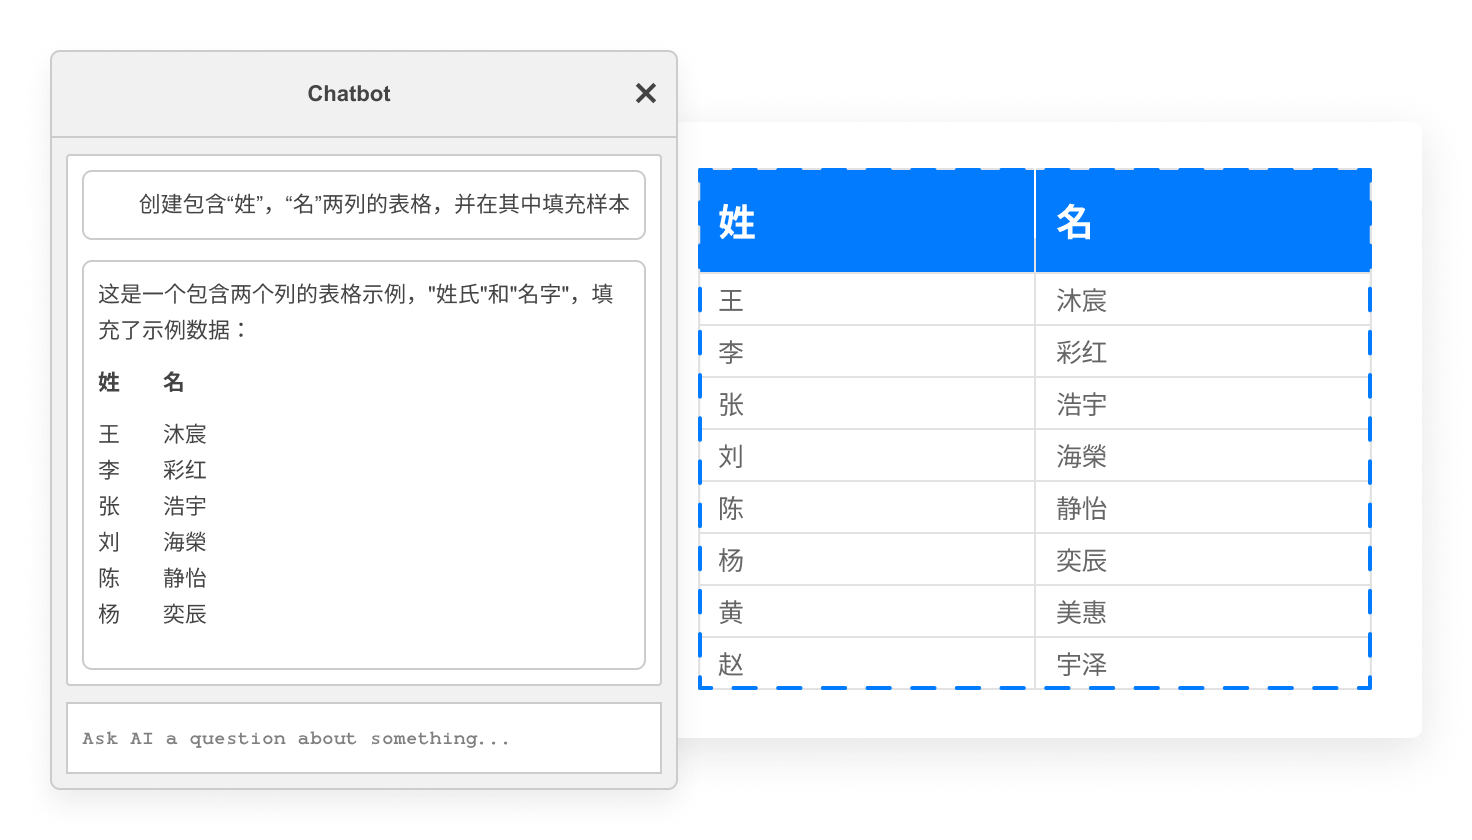 Chatbot
创建包含“姓”，“名”两列的表格，并在其中填充样本
这是一个包含两个列的表格示例，"姓氏"和"名字"，填
充了示例数据：
姓 名
王 沐宸
李 彩红
张 浩宇
刘 海榮
陈 静怡
杨 奕辰
Ask AI a question about something...
姓 名
王 沐宸
李 彩红
张 浩宇
刘 海榮
陈 静怡
杨 奕辰
黄 美惠
赵 宇泽